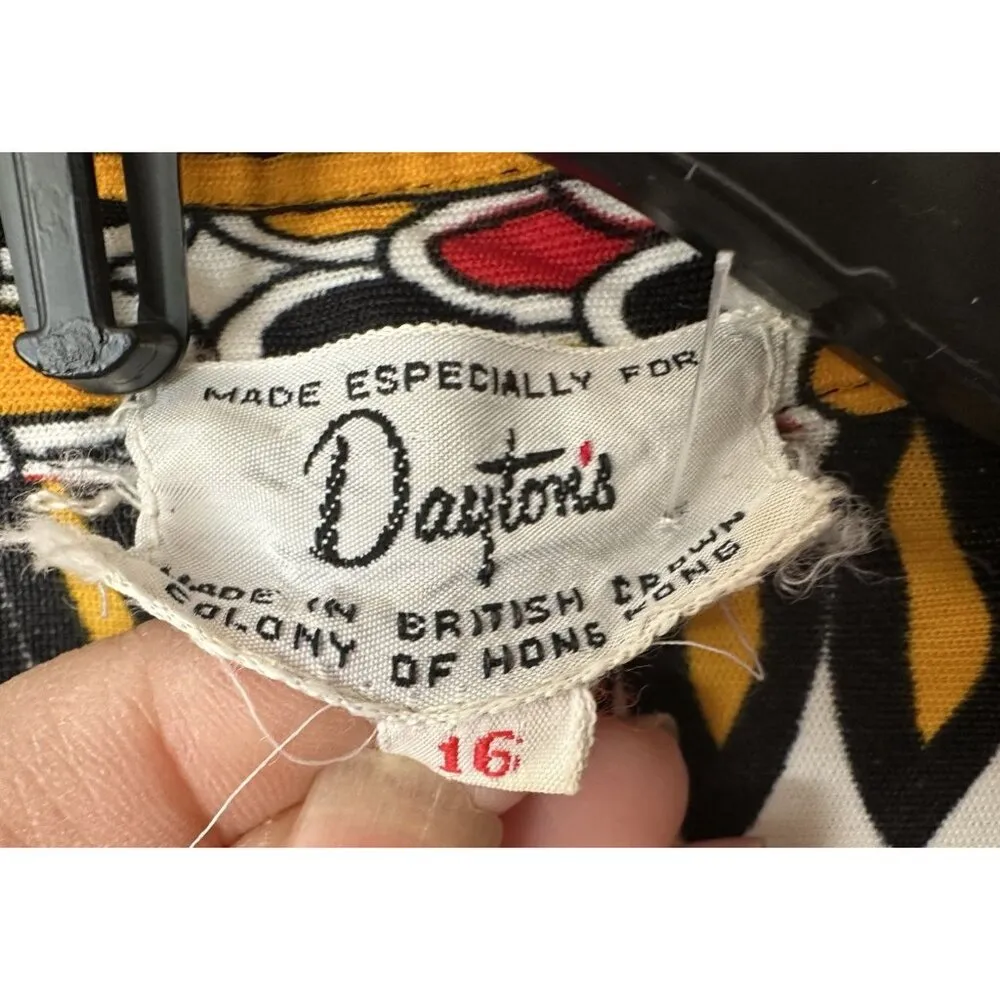 MADE ESPECIALLY FOR
Dayton's
MADE IN BRITISH CROWN
COLONY OF HONG KONG
16